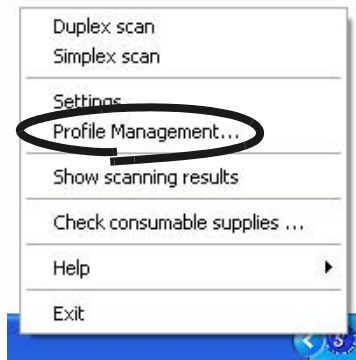 Duplex scan
Simplex scan
Settings...
Profile Management...
Show scanning results
Check consumable supplies ...
Help
Exit
S